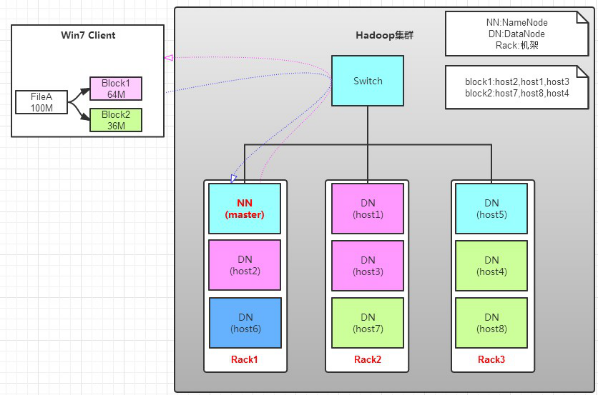 Win7 Client
FileA
100M
Block1
64M
Block2
36M
Hadoop集群
Switch
NN:NameNode
DN:DataNode
Rack:机架
block1:host2,host1,host3
block2:host7,host8,host4
NN
(master)
DN
(host2)
DN
(host6)
Rack1
DN
(host1)
DN
(host3)
DN
(host7)
Rack2
DN
(host5)
DN
(host4)
DN
(host8)
Rack3